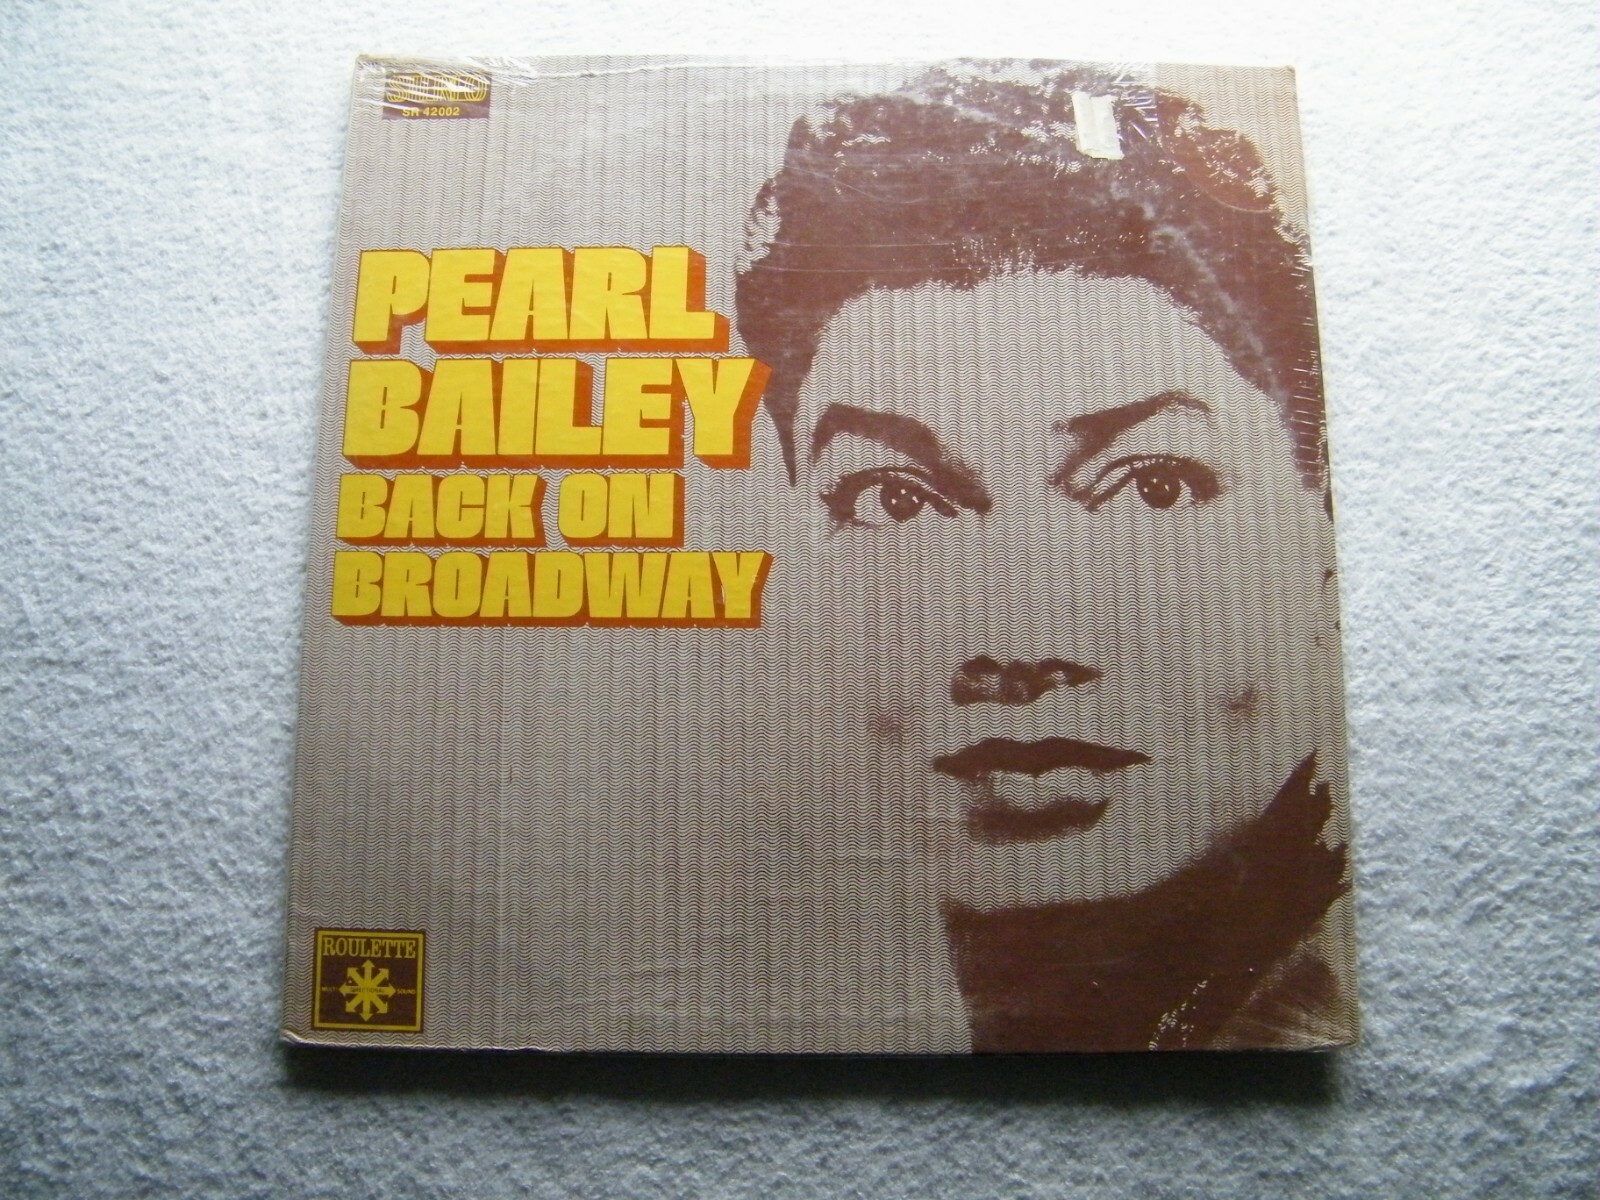 STEREO
SR 42002
PEARL
BAILEY
BACK ON
BROADWAY
ROULETTE